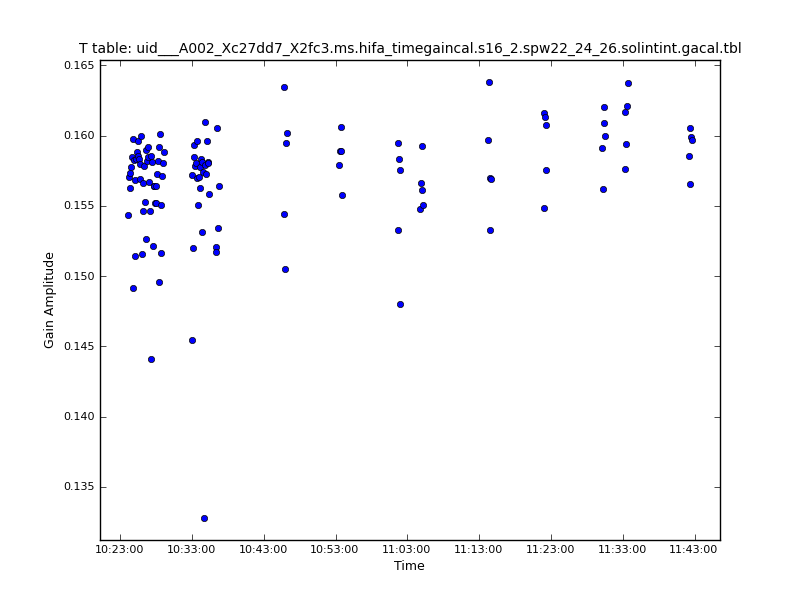 T table: uid___A002_Xc27dd7_X2fc3.ms.hifa_timegaincal.s16_2.spw22_24_26.solintint.gacal.tbl
0.165
0.160
0.155
0.150
0.145
0.140
0.135
Gain Amplitude
10:23:00 10:33:00 10:43:00 10:53:00 11:03:00 11:13:00 11:23:00 11:33:00 11:43:00
Time